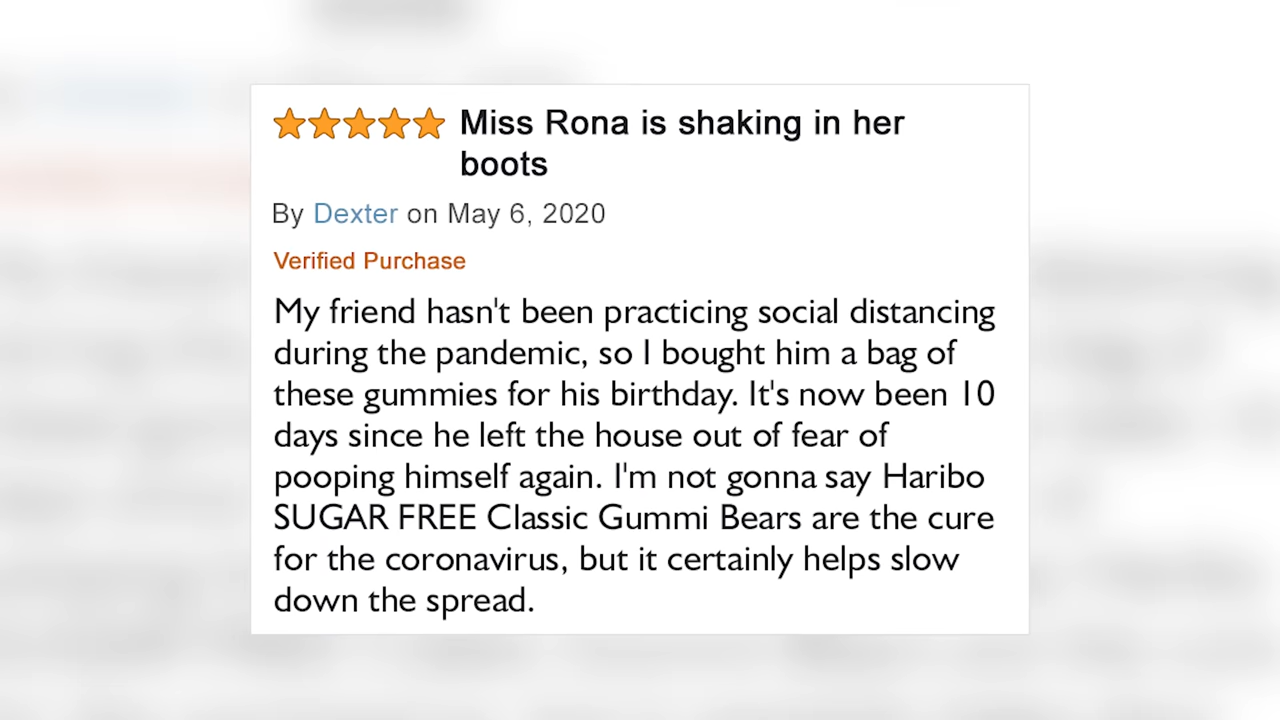 Miss Rona is shaking in her
boots
By Dexter on May 6, 2020
Verified Purchase
My friend hasn't been practicing social distancing
during the pandemic, so I bought him a bag of
these gummies for his birthday. It's now been 10
days since he left the house out of fear of
pooping himself again. I'm not gonna say Haribo
SUGAR FREE Classic Gummi Bears are the cure
for the coronavirus, but it certainly helps slow
down the spread.